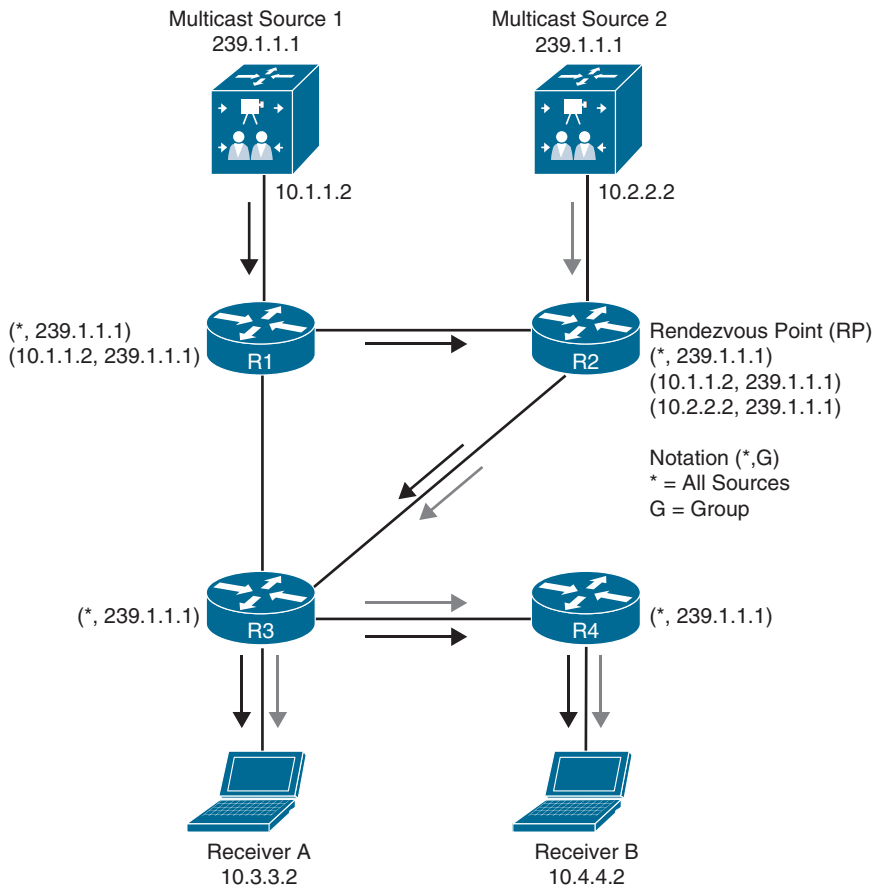 Multicast Source 1
239.1.1.1
Multicast Source 2
239.1.1.1
10.1.1.2
10.2.2.2
(*, 239.1.1.1)
(10.1.1.2, 239.1.1.1)
R1
R2
Rendezvous Point (RP)
(*, 239.1.1.1)
(10.1.1.2, 239.1.1.1)
(10.2.2.2, 239.1.1.1)
Notation (*,G)
* = All Sources
G = Group
(*, 239.1.1.1)
R3
R4
(*, 239.1.1.1)
Receiver A
10.3.3.2
Receiver B
10.4.4.2